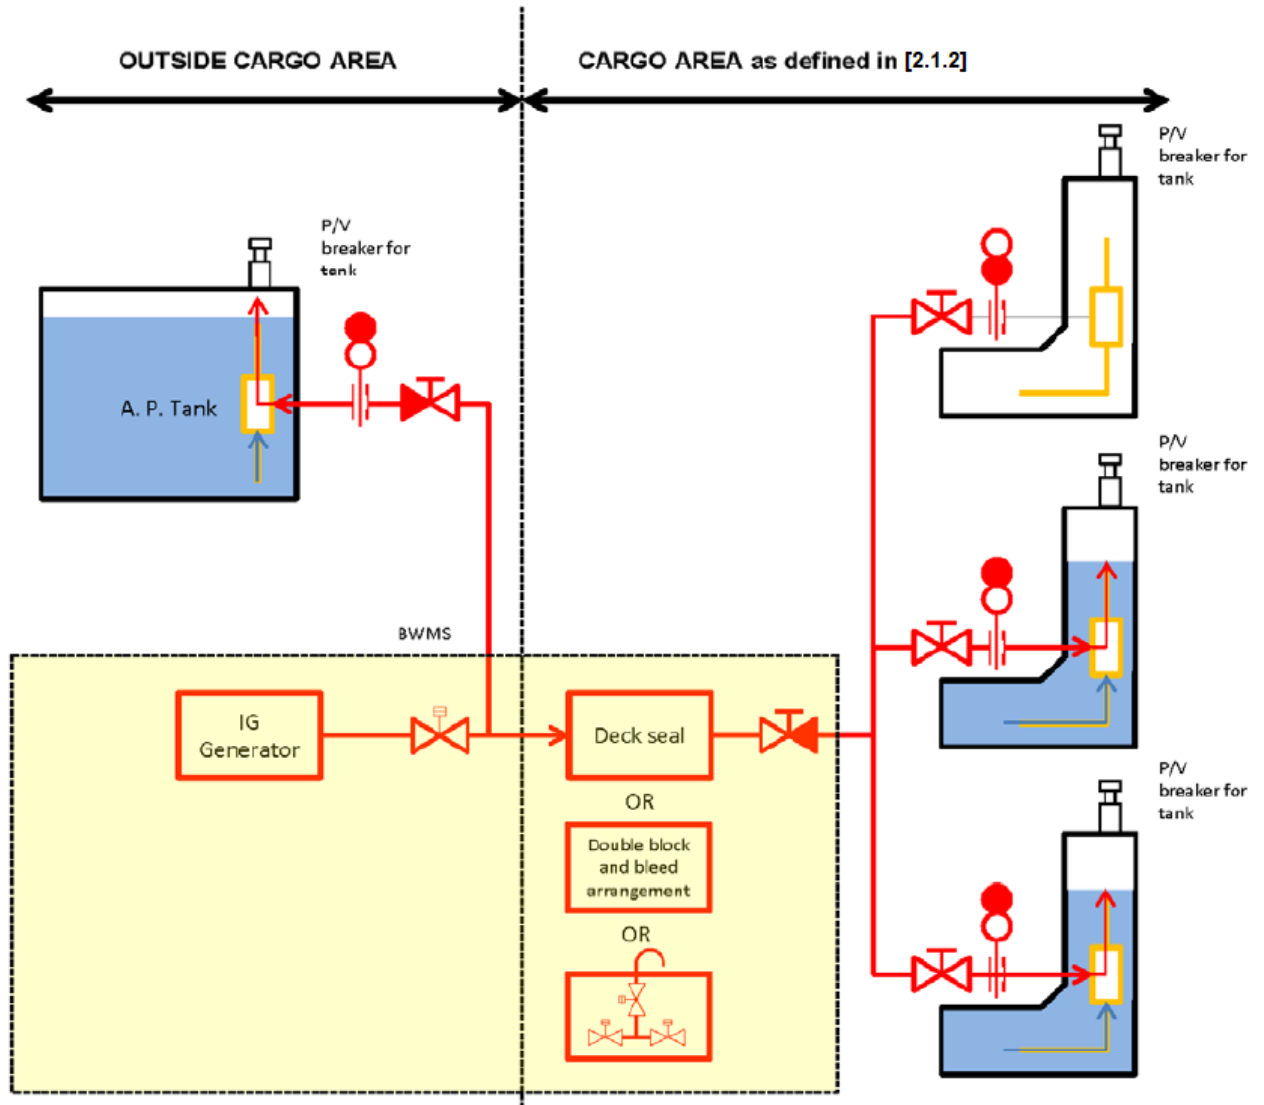 OUTSIDE CARGO AREA
CARGO AREA as defined in [2.1.2]
P/V
breaker for
tank
P/V
breaker for
tank
A. P. Tank
P/V
breaker for
tank
BWMS
IG
Generator
Deck seal
OR
Double block
and bleed
arrangement
OR
P/V
breaker for
tank